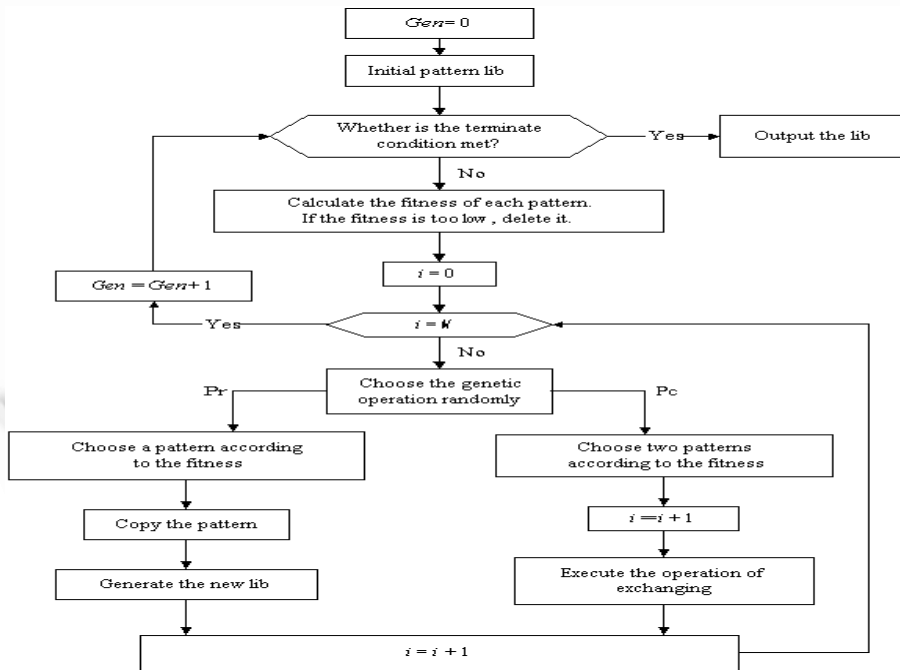 Gen= 0
Initial pattern lib
Whether is the terminate
condition met?
Yes
Output the lib
No
Calculate the fitness of each pattern.
If the fitness is too low , delete it.
i = 0
Gen = Gen+ 1
Yes
i =
No
Choose the genetic
operation randomly
Pr
Pc
Choose a pattern according
to the fitness
Choose two patterns
according to the fitness
Copy the pattern
i = i + 1
Generate the new lib
Execute the operation of
exchanging
i = i + 1